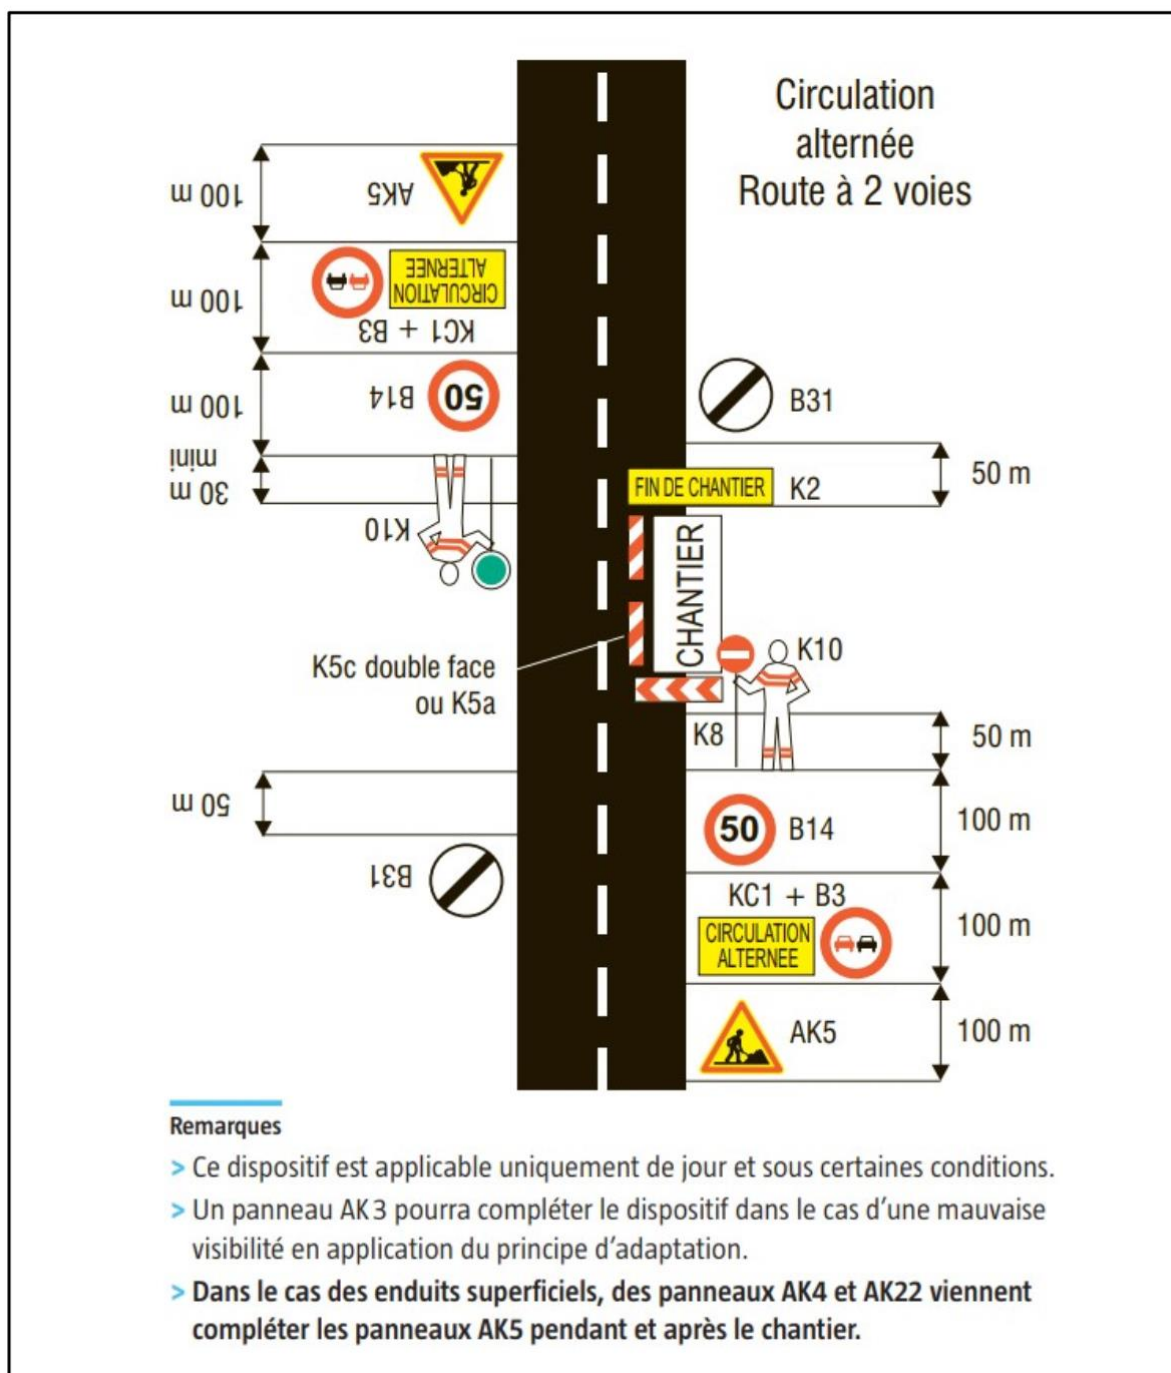 Circulation
alternée
Route à 2 voies
100 m
AK5
100 m
CIRCULATION
ALTERNEE
KC1 + B3
100 m
B14
50
30 m
mini
K10
B31
50 m
FIN DE CHANTIER
K2
CHANTIER
K10
K5c double face
ou K5a
K8
50 m
50 m
50
B14
100 m
B31
KC1 + B3
CIRCULATION
ALTERNEE
100 m
AK5
100 m
Remarques
> Ce dispositif est applicable uniquement de jour et sous certaines conditions.
> Un panneau AK3 pourra compléter le dispositif dans le cas d’une mauvaise
visibilité en application du principe d’adaptation.
> Dans le cas des enduits superficiels, des panneaux AK4 et AK22 viennent
compléter les panneaux AK5 pendant et après le chantier.